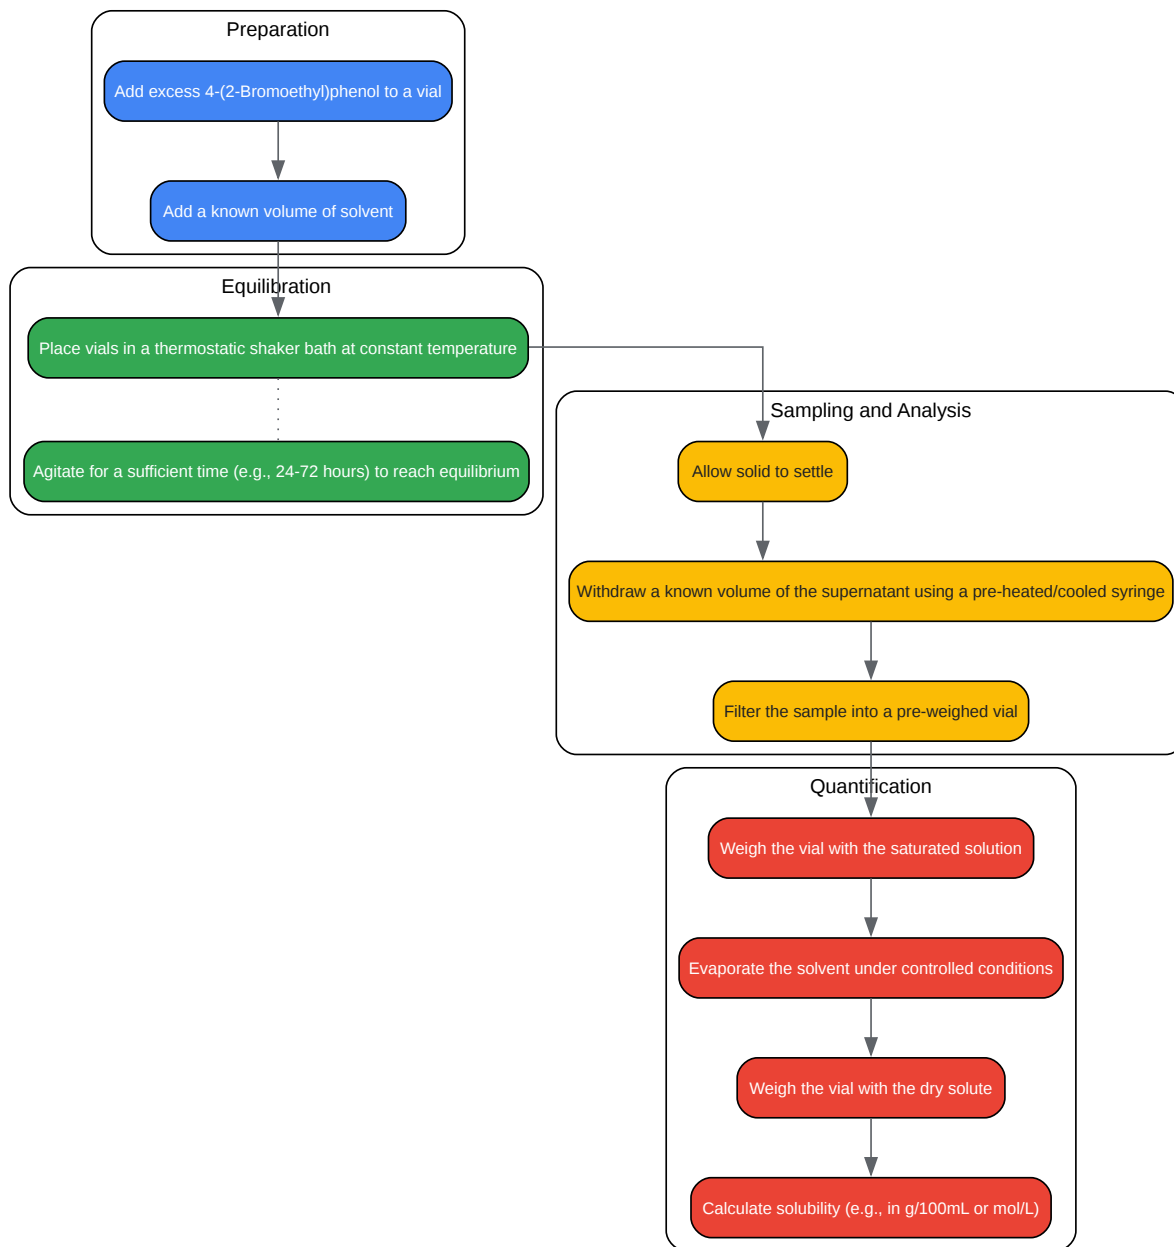 Preparation
Add excess 4-(2-Bromoethyl)phenol to a vial
Add a known volume of solvent
Equilibration
Place vials in a thermostatic shaker bath at constant temperature
Agitate for a sufficient time (e.g., 24-72 hours) to reach equilibrium
Sampling and Analysis
Allow solid to settle
Withdraw a known volume of the supernatant using a pre-heated/cooled syringe
Filter the sample into a pre-weighed vial
Quantification
Weigh the vial with the saturated solution
Evaporate the solvent under controlled conditions
Weigh the vial with the dry solute
Calculate solubility (e.g., in g/100mL or mol/L)